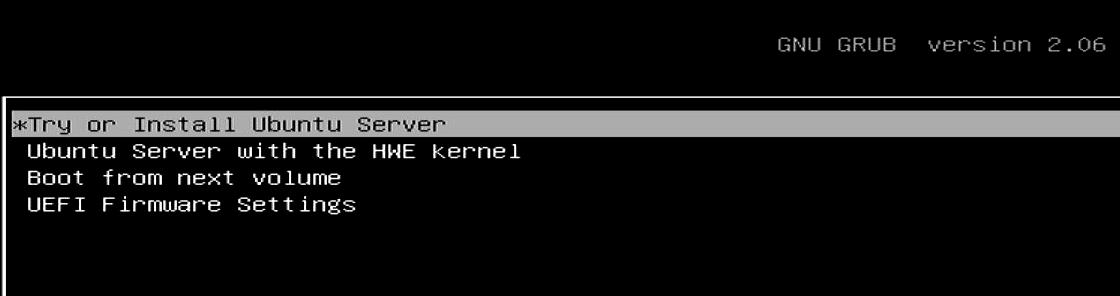 GNU GRUB  version 2.06
*Try or Install Ubuntu Server
Ubuntu Server with the HWE kernel
Boot from next volume
UEFI Firmware Settings